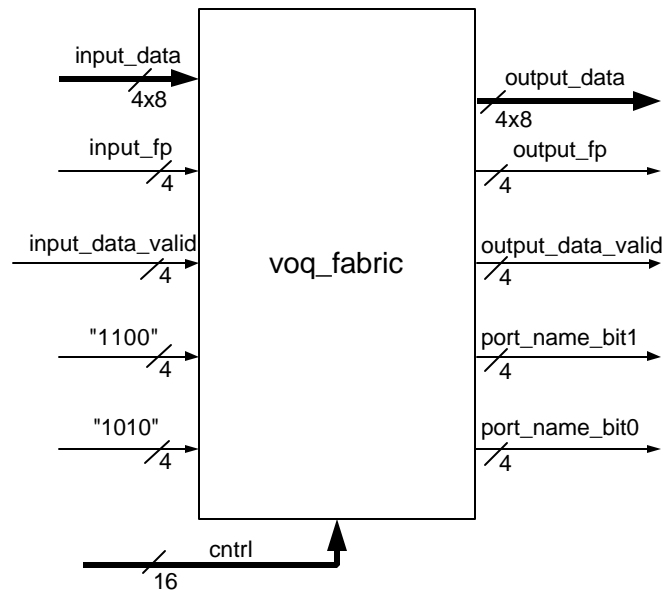 input_data
4x8
input_fp
4
input_data_valid
4
"1100"
4
"1010"
4
voq_fabric
output_data
4x8
output_fp
4
output_data_valid
4
port_name_bit1
4
port_name_bit0
4
cntrl
16